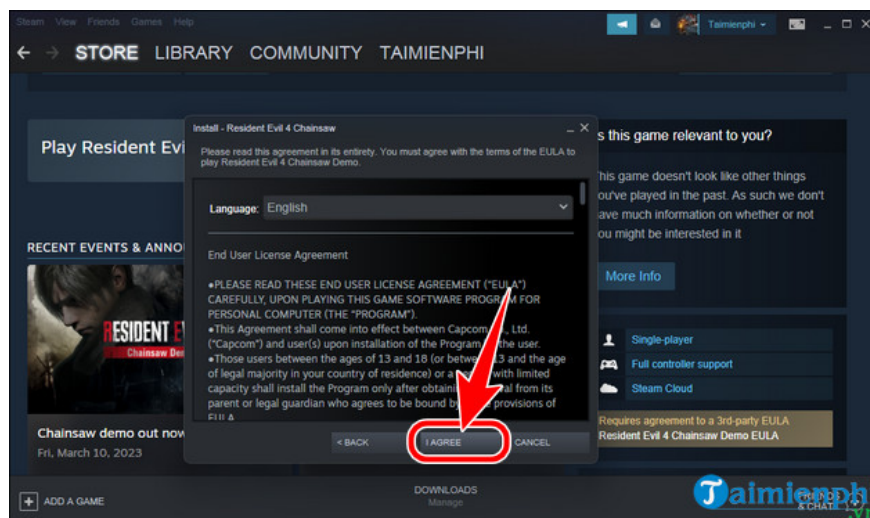 Steam View Friends Games Help
Taimienphi
STORE LIBRARY COMMUNITY TAIMIENPHI
Play Resident Evi
Install - Resident Evil 4 Chainsaw
Please read this agreement in its entirety. You must agree with the terms of the EULA to
play Resident Evil 4 Chainsaw Demo.
Language: English
End User License Agreement
●PLEASE READ THESE END USER LICENSE AGREEMENT ("EULA")
CAREFULLY, UPON PLAYING THIS GAME SOFTWARE PROGRAM FOR
PERSONAL COMPUTER (THE "PROGRAM").
●This Agreement shall come into effect between Capcom , Ltd.
("Capcom") and user(s) upon installation of the Program the user.
●Those users between the ages of 13 and 18 (or between 13 and the age
of legal majority in your country of residence) or a with limited
capacity shall install the Program only after obtaining from its
parent or legal guardian who agrees to be bound by provisions of
EULA
< BACK
I AGREE
CANCEL
s this game relevant to you?
his game doesn't look like other things
ou've played in the past. As such we don't
ave much information on whether or not
ou might be interested in it
More Info
Single-player
Full controller support
Steam Cloud
Requires agreement to a 3rd-party EULA
Resident Evil 4 Chainsaw Demo EULA
RECENT EVENTS & ANNO
RESIDENT E
Chainsaw De
Chainsaw demo out now
Fri, March 10, 2023
ADD A GAME
DOWNLOADS
Manage
FRIENDS
& CHAT
Taimienphi
.vn